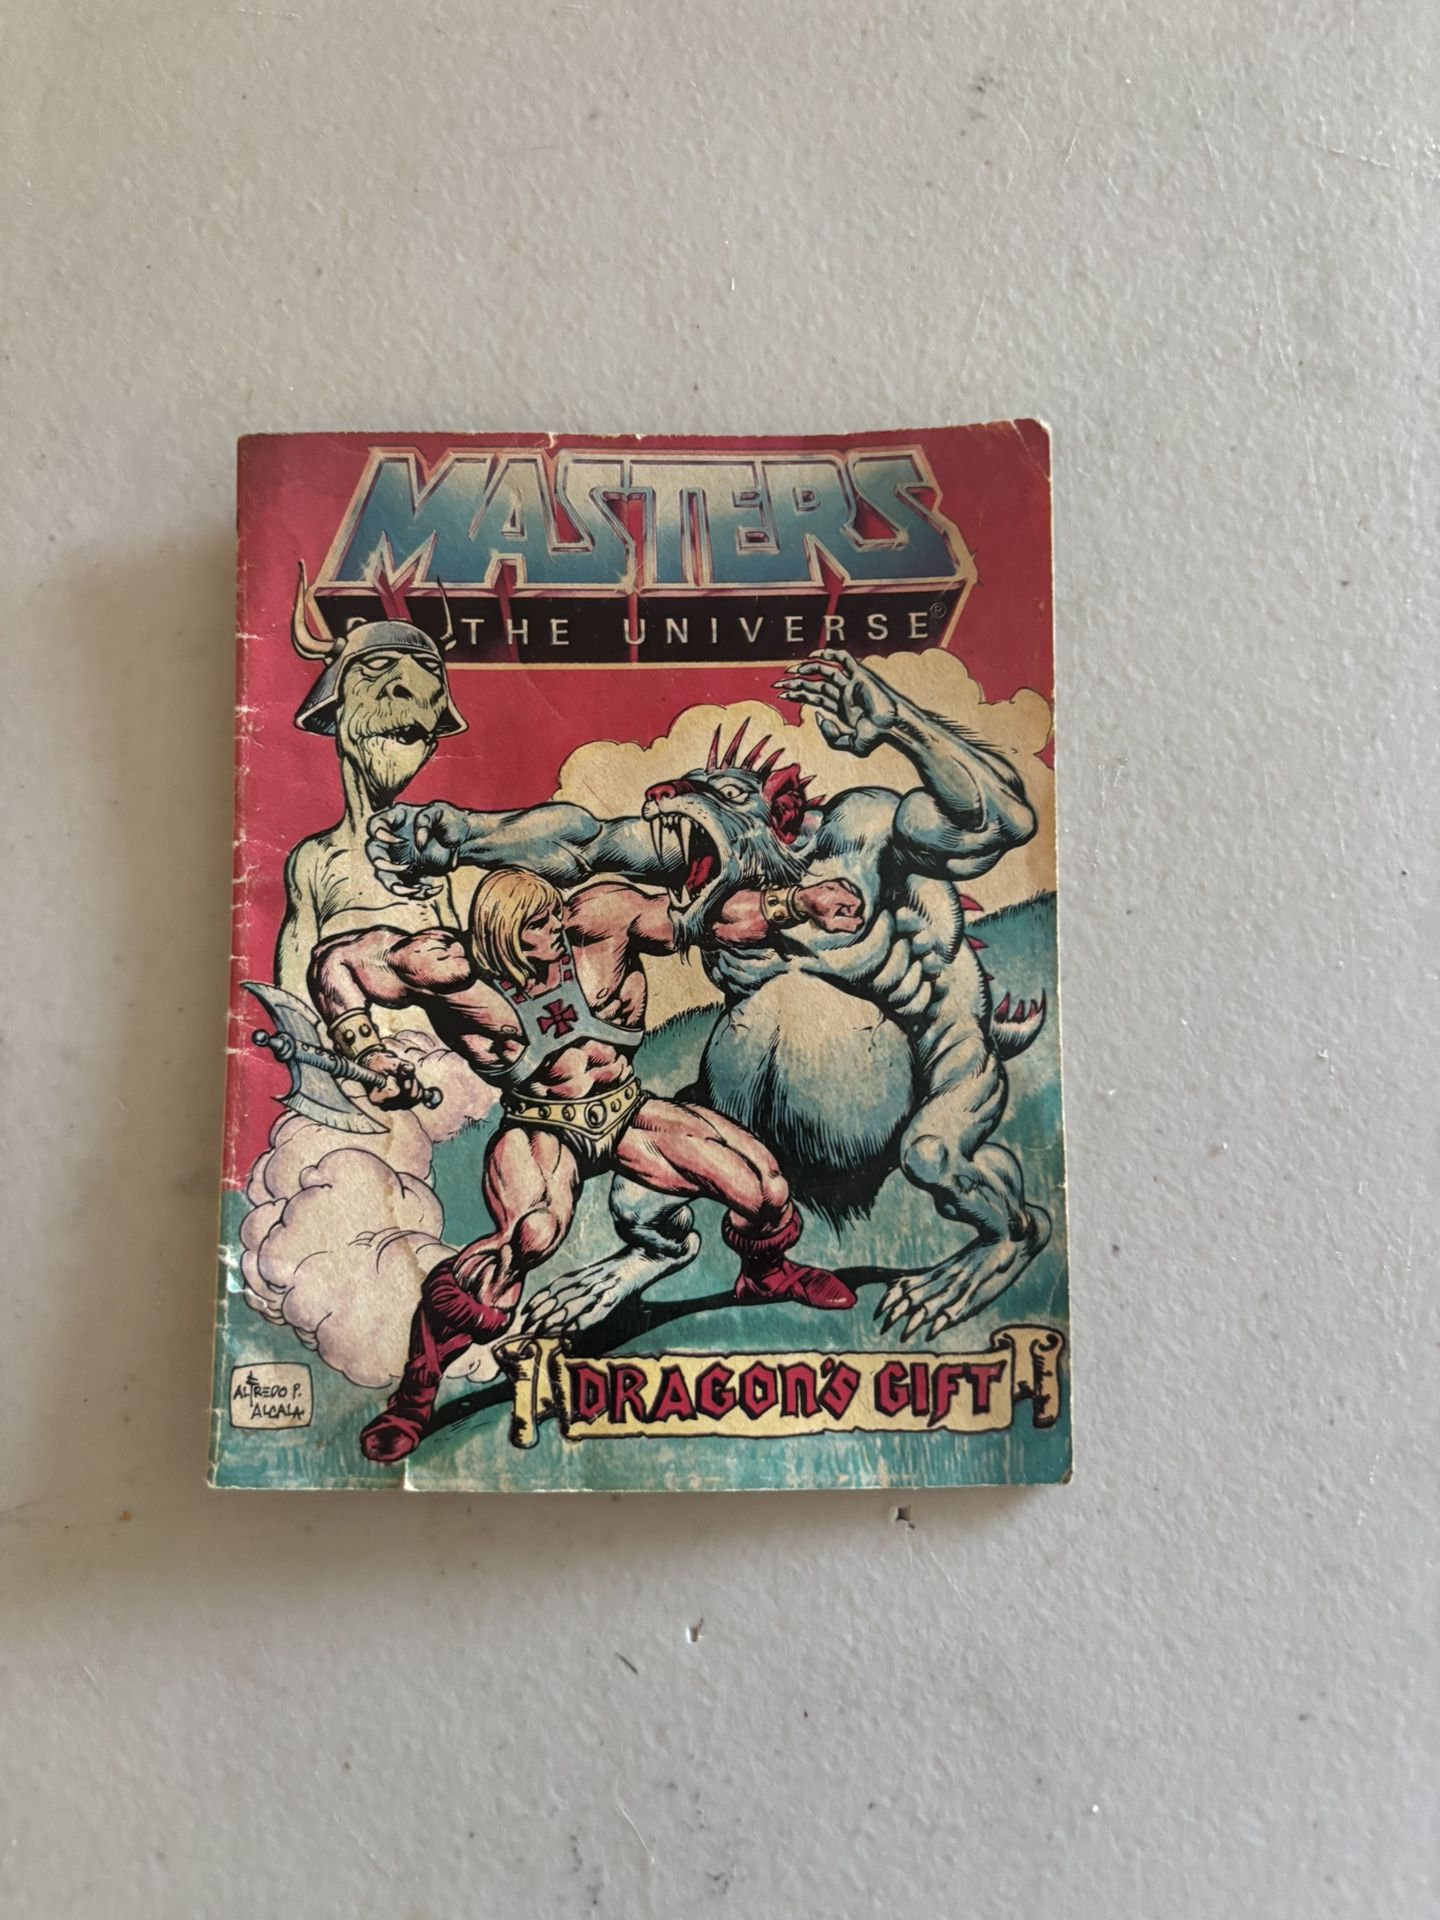 MASTERS
THE UNIVERSE®
DRAGON'S GIFT
ALFREDO P.
ALCALA